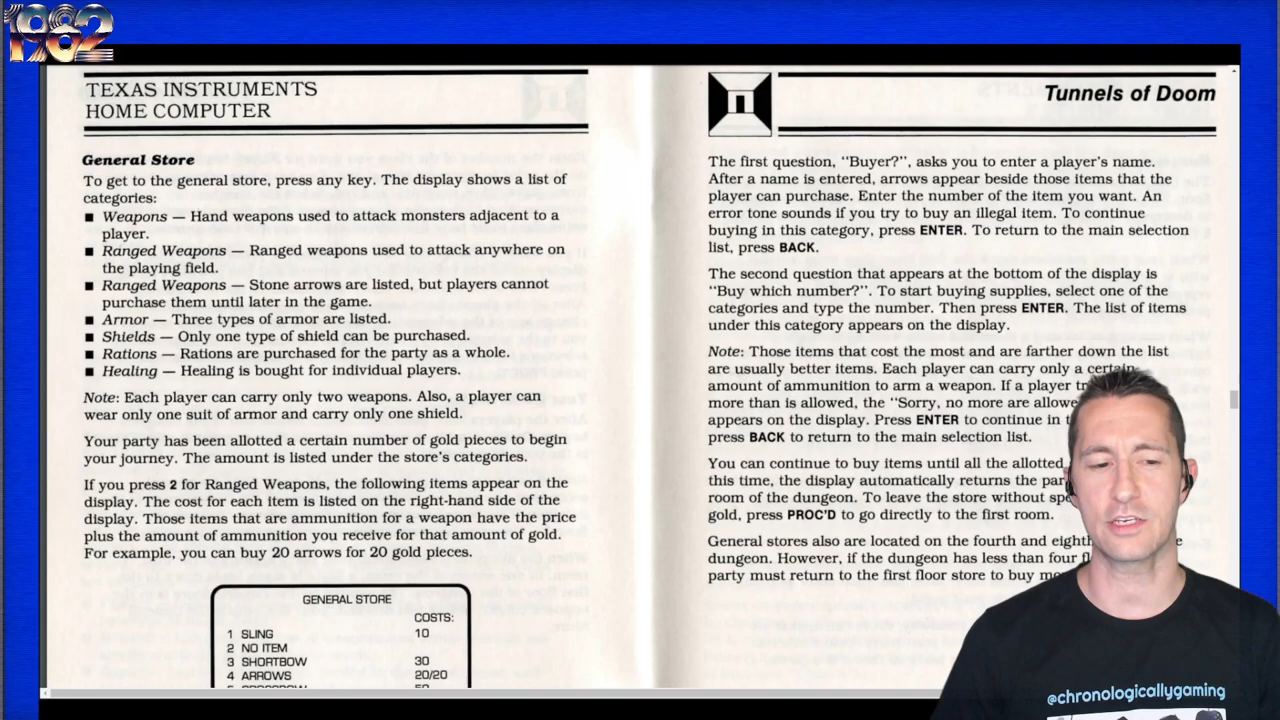 1982
TEXAS INSTRUMENTS
HOME COMPUTER
General Store
To get to the general store, press any key. The display shows a list of
categories:
■ Weapons — Hand weapons used to attack monsters adjacent to a
player.
■ Ranged Weapons — Ranged weapons used to attack anywhere on
the playing field.
■ Ranged Weapons — Stone arrows are listed, but players cannot
purchase them until later in the game.
■ Armor — Three types of armor are listed.
■ Shields — Only one type of shield can be purchased.
■ Rations — Rations are purchased for the party as a whole.
■ Healing — Healing is bought for individual players.
Note: Each player can carry only two weapons. Also, a player can
wear only one suit of armor and carry only one shield.
Your party has been allotted a certain number of gold pieces to begin
your journey. The amount is listed under the store's categories.
If you press 2 for Ranged Weapons, the following items appear on the
display. The cost for each item is listed on the right-hand side of the
display. Those items that are ammunition for a weapon have the price
plus the amount of ammunition you receive for that amount of gold.
For example, you can buy 20 arrows for 20 gold pieces.
GENERAL STORE
COSTS:
1 SLING 10
2 NO ITEM
3 SHORTBOW 30
4 ARROWS 20/20
Tunnels of Doom
The first question, "Buyer?", asks you to enter a player's name.
After a name is entered, arrows appear beside those items that the
player can purchase. Enter the number of the item you want. An
error tone sounds if you try to buy an illegal item. To continue
buying in this category, press ENTER. To return to the main selection
list, press BACK.
The second question that appears at the bottom of the display is
"Buy which number?". To start buying supplies, select one of the
categories and type the number. Then press ENTER. The list of items
under this category appears on the display.
Note: Those items that cost the most and are farther down the list
are usually better items. Each player can carry only a certain
amount of ammunition to arm a weapon. If a player
more than is allowed, the "Sorry, no more are
appears on the display. Press ENTER to continue in
press BACK to return to the main selection list.
You can continue to buy items until all the allotted
this time, the display automatically returns the
room of the dungeon. To leave the store without
gold, press PROC'D to go directly to the first room.
General stores also are located on the fourth and
dungeon. However, if the dungeon has less than four
party must return to the first floor store to buy
@chronologicallygaming